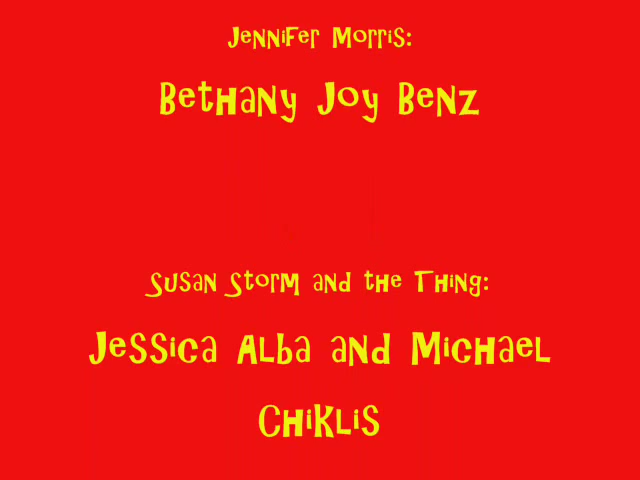 Jennifer Morris:
Bethany Joy Benz
Susan Storm and the Thing:
Jessica Alba and Michael
Chiklis